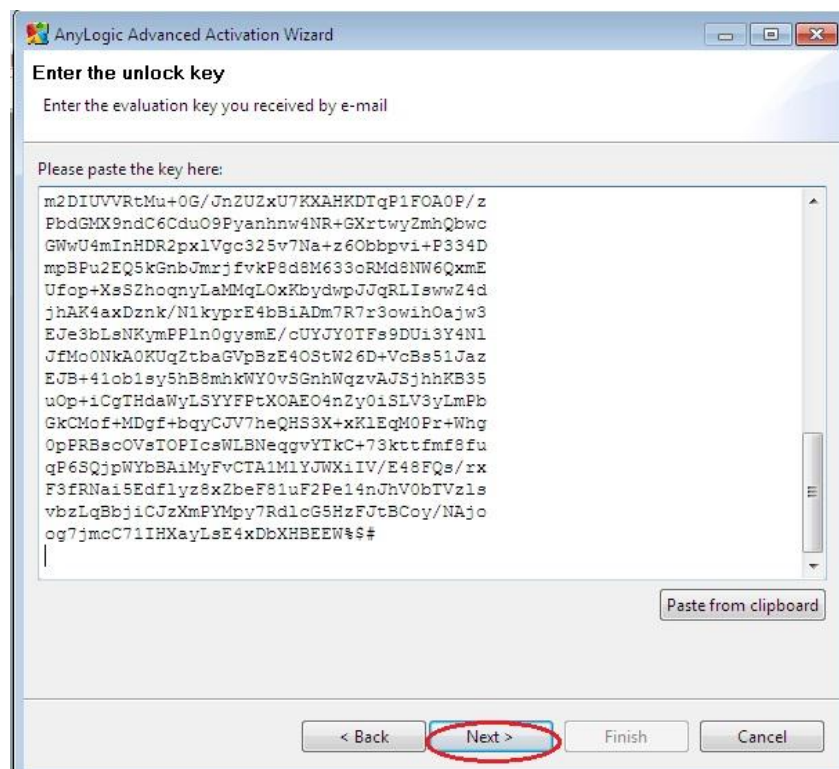 AnyLogic Advanced Activation Wizard
Enter the unlock key
Enter the evaluation key you received by e-mail
Please paste the key here:
m2DIUVVRtMu+0G/JnZUZxU7KXAHKDTqP1FOA0P/z
PbdGMX9ndC6CduO9Pyanhnw4NR+GXrtwyZmhQbwc
GWwU4mInHDR2pxlVgc325v7Na+z6Obbpvi+P334D
mpBPu2EQ5kGnbJmrjfvkP8d8M633oRMd8NW6QxmE
Ufop+XsSZhoqnyLaMMqLOxKbydwpJJqRLIswwZ4d
jhAK4axDznk/N1kyprE4bBiADm7R7r3owihOajw3
EJe3bLsNKymPPln0gysmE/cUYJY0TFs9DUi3Y4Nl
JfMo0NkA0KUqZtbaGVpBzE4OStW26D+VcBs51Jaz
EJB+41ob1sy5hB8mhkWY0vSGnhWqzvAJSjhhKB35
uOp+iCgTHdaWyLSYYFPtXOAEO4nZy0iSLV3yLmPb
GkCMof+MDgf+bqyCJV7heQHS3X+xKlEqM0Pr+Whg
0pPRBscOVsTOPIcsWLBNeqgvYTkC+73kttfmf8fu
qP6SQjpWYbBAiMyFvCTA1MlYJWXiIV/E48FQs/rx
F3fRNai5Edflyz8xZbeF81uF2Pe14nJhV0bTVzls
vbzLqBbjiCJzXmPYMpy7RdlcG5HzFJtBCoy/NAjo
og7jmcC71IHXayLsE4xDbXHBEEW%$#
Paste from clipboard
< Back
Next >
Finish
Cancel